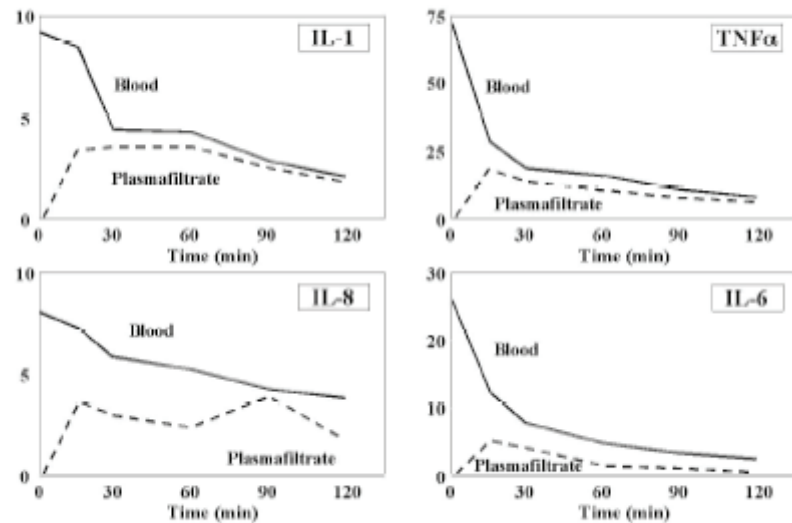 10
IL-1
Blood
5
Plasmafiltrate
0
0 30 60 90 120
Time (min)
75
TNFα
Blood
50
25
Plasmafiltrate
0
0 30 60 90 120
Time (min)
10
IL-8
Blood
5
Plasmafiltrate
0
0 30 60 90 120
Time (min)
30
IL-6
20
Blood
10
Plasmafiltrate
0
0 30 60 90 120
Time (min)